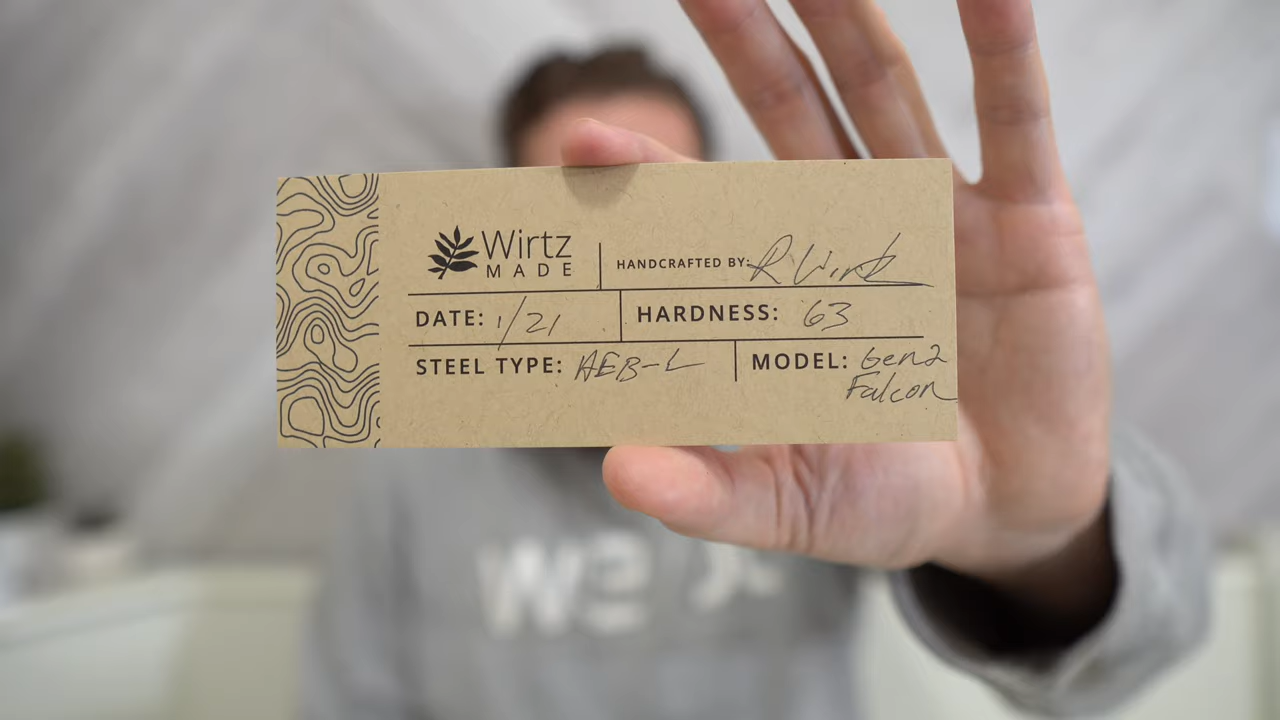 Wirtz
MADE
HANDCRAFTED BY: R Wirtz
DATE: 1/21
HARDNESS: 63
STEEL TYPE: AEB-L
MODEL: Gen2
Falcon